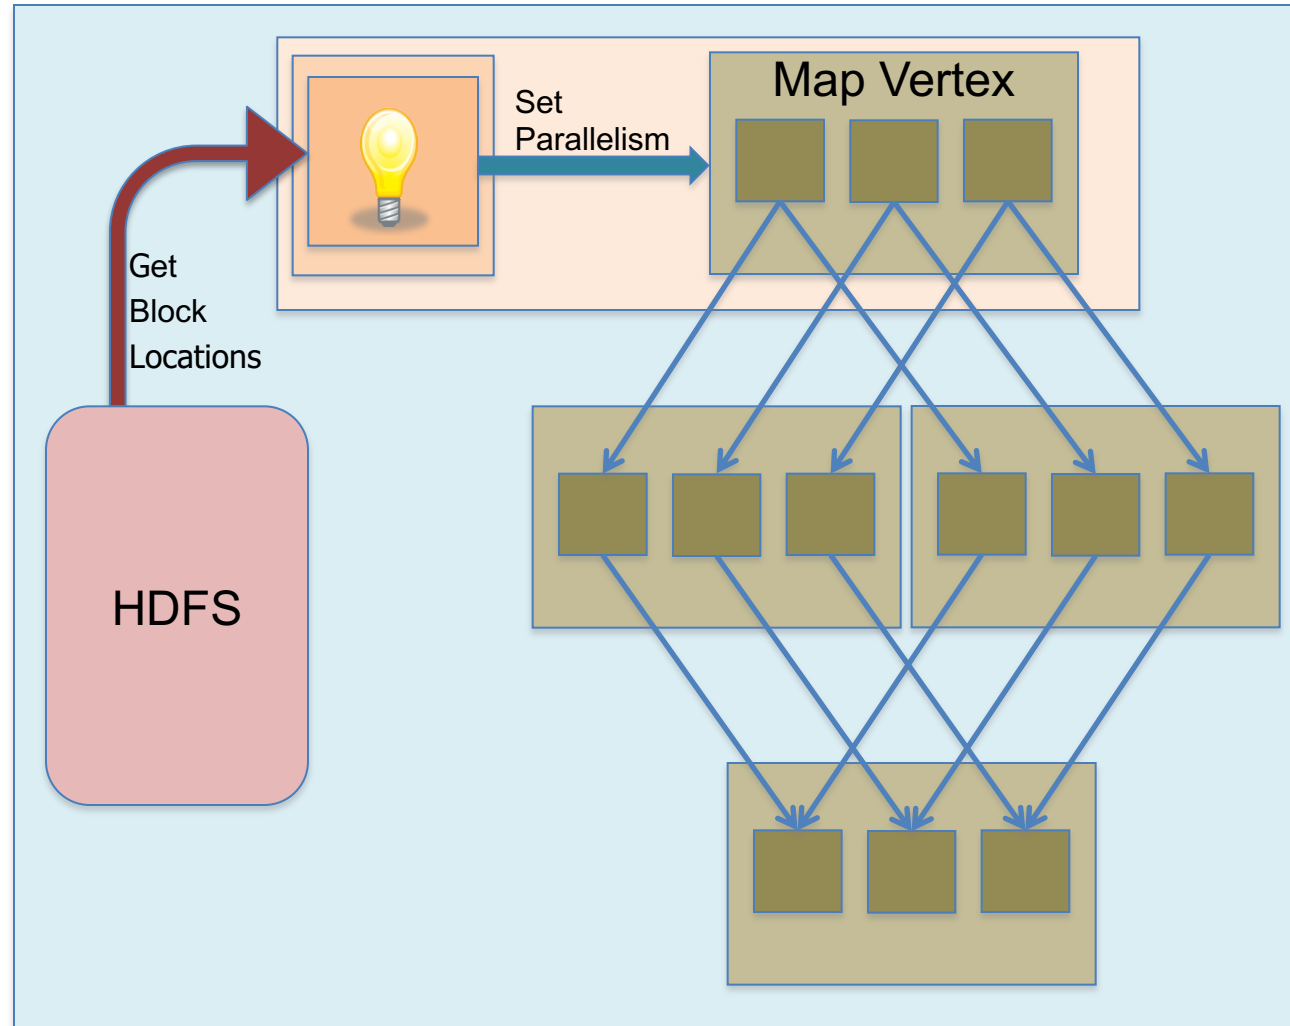 Map Vertex
Set
Parallelism
Get
Block
Locations
HDFS